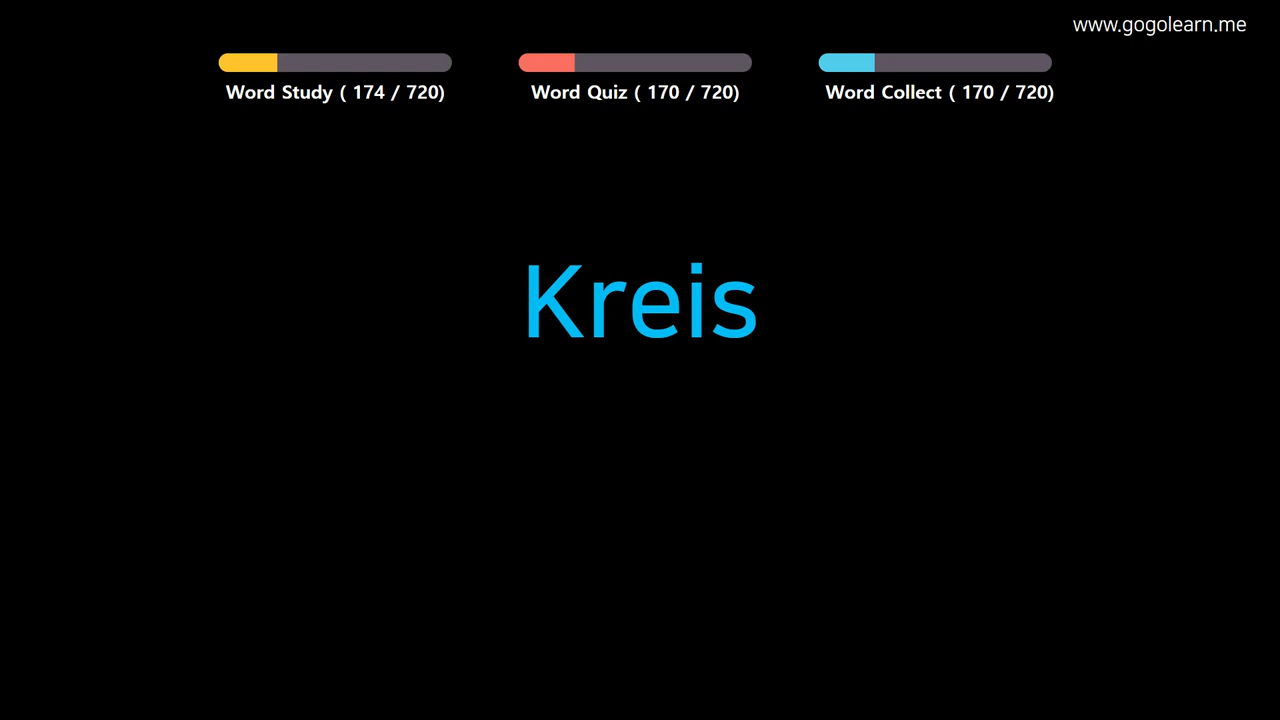 www.gogolearn.me
Word Study ( 174 / 720)
Word Quiz ( 170 / 720)
Word Collect ( 170 / 720)
Kreis